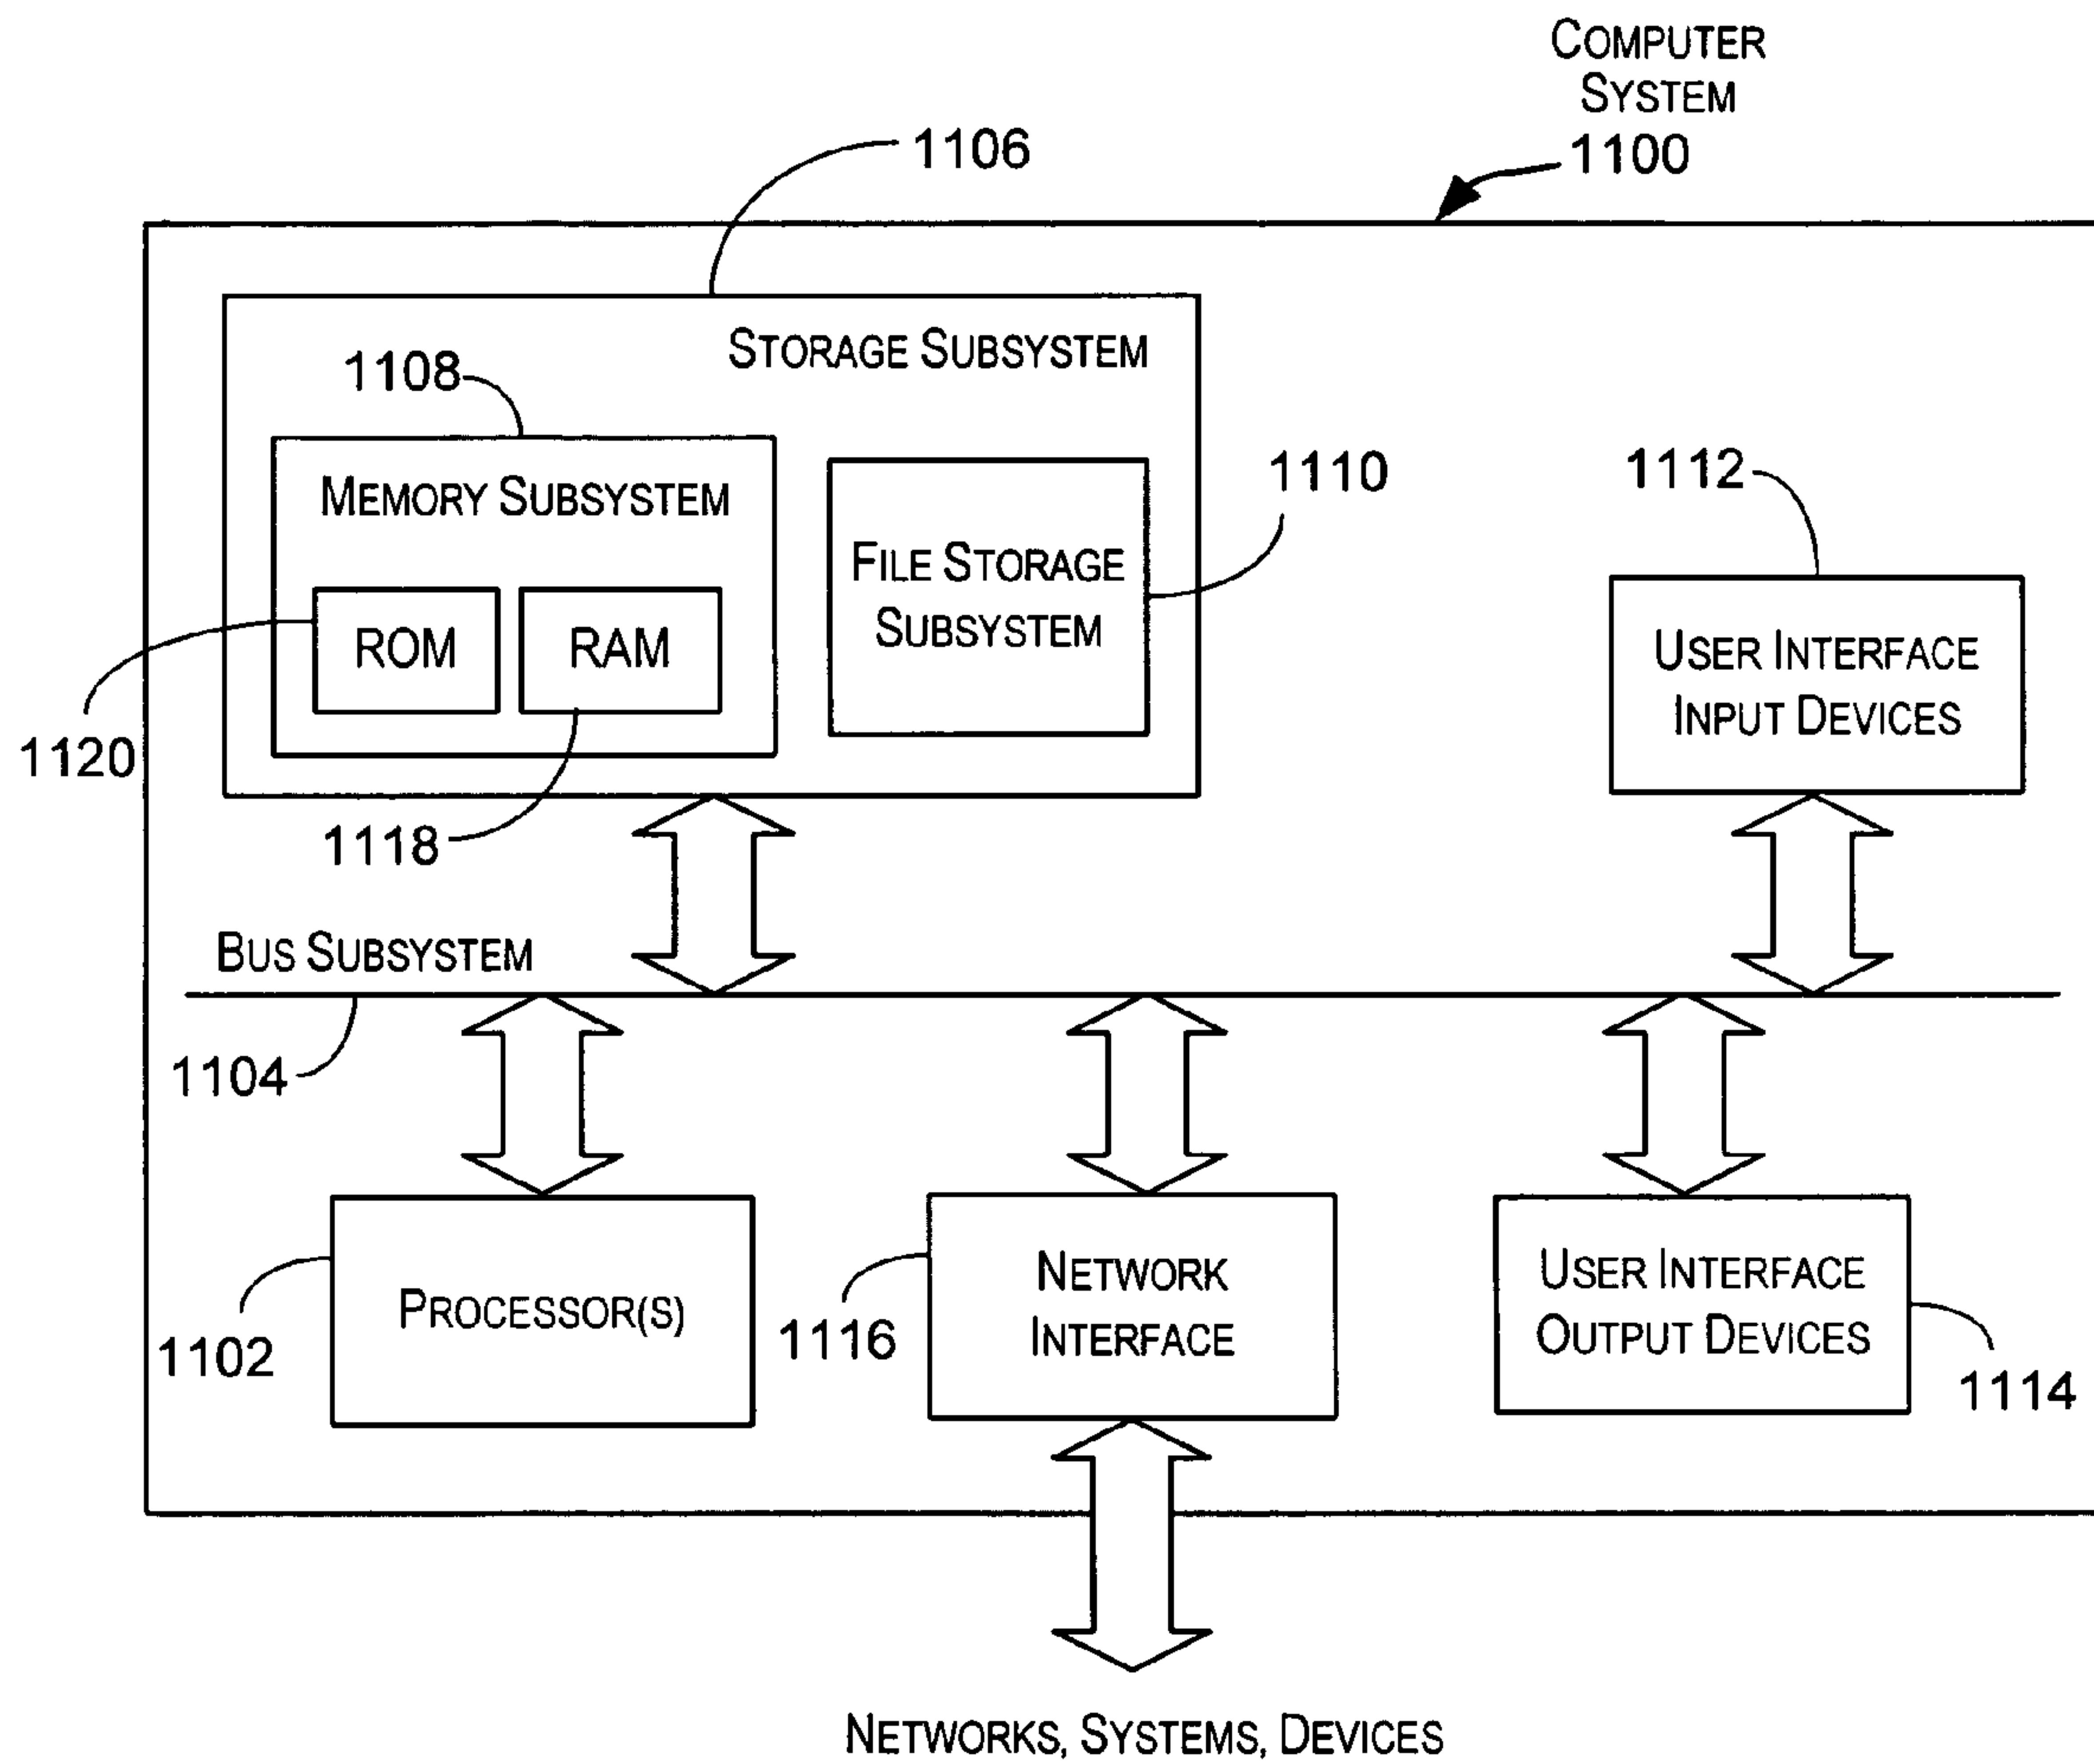 COMPUTER
SYSTEM
1100
1106
STORAGE SUBSYSTEM
1108
MEMORY SUBSYSTEM
1110
1112
FILE STORAGE
SUBSYSTEM
ROM
RAM
USER INTERFACE
INPUT DEVICES
1120
1118
BUS SUBSYSTEM
1104
PROCESSOR(S)
1102
NETWORK
INTERFACE
1116
USER INTERFACE
OUTPUT DEVICES
1114
NETWORKS, SYSTEMS, DEVICES